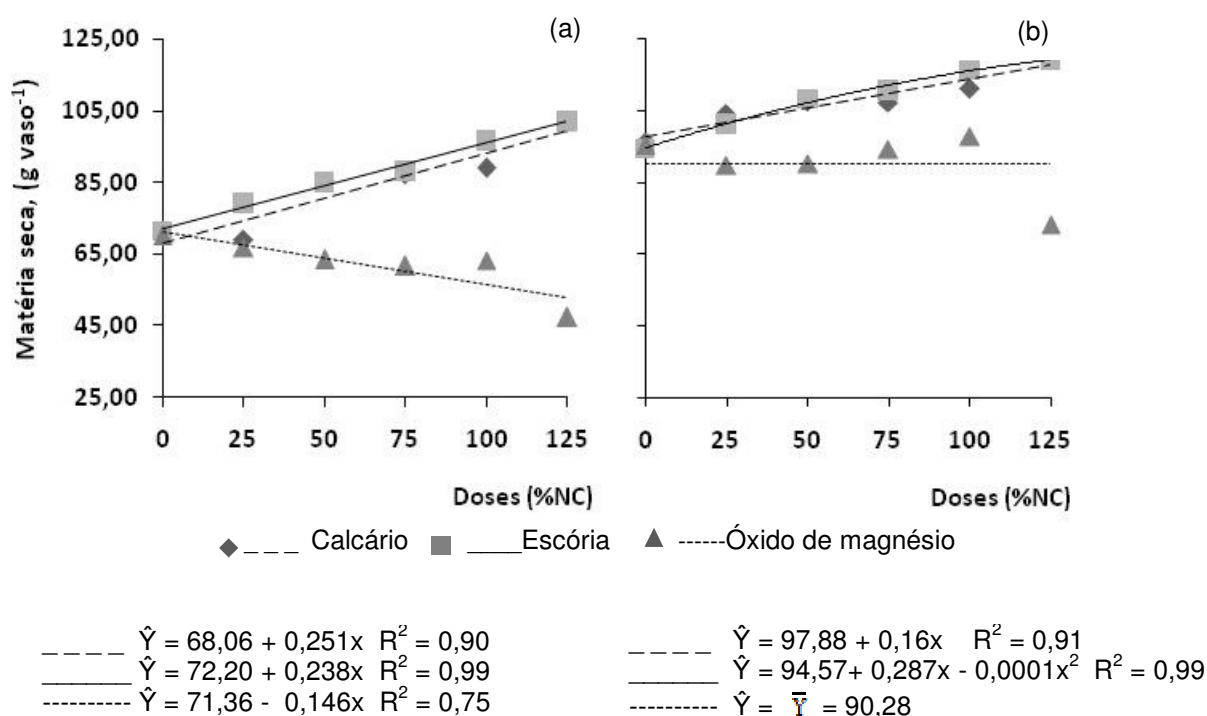 (a)
(b)
Matéria seca, (g vaso⁻¹)
125,00
105,00
85,00
65,00
45,00
25,00
0 25 50 75 100 125
0 25 50 75 100 125
Doses (%NC)
Doses (%NC)
_ _ _ Calcário ____Escória ------Óxido de magnésio
_ _ _ _ Ŷ = 68,06 + 0,251x R² = 0,90
______ Ŷ = 72,20 + 0,238x R² = 0,99
---------- Ŷ = 71,36 - 0,146x R² = 0,75
_ _ _ _ Ŷ = 97,88 + 0,16x R² = 0,91
______ Ŷ = 94,57+ 0,287x - 0,0001x² R² = 0,99
---------- Ŷ = Ȳ = 90,28